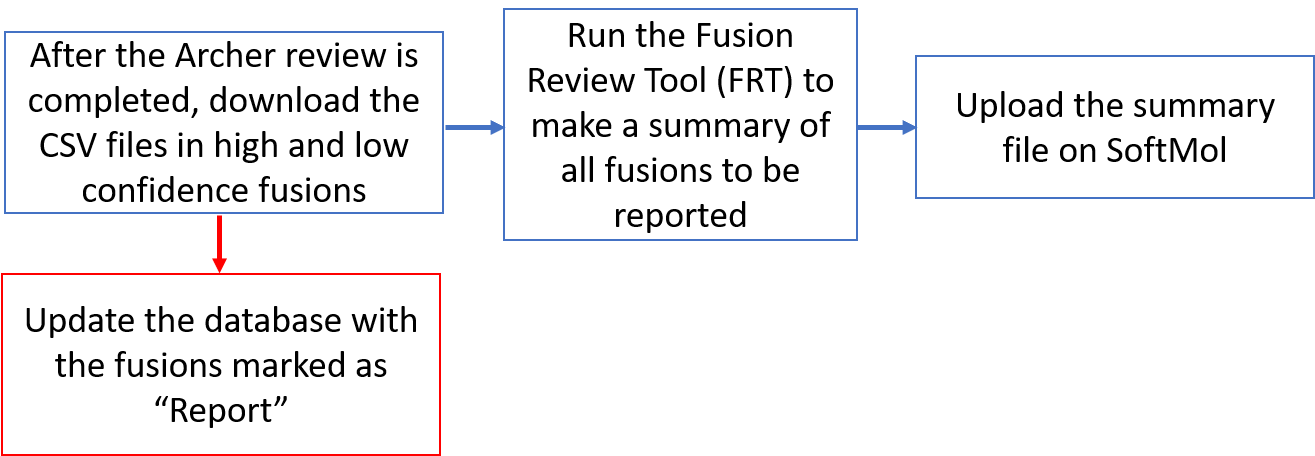 After the Archer review is
completed, download the
CSV files in high and low
confidence fusions
Run the Fusion
Review Tool (FRT) to
make a summary of
all fusions to be
reported
Upload the summary
file on SoftMol
Update the database with
the fusions marked as
“Report”